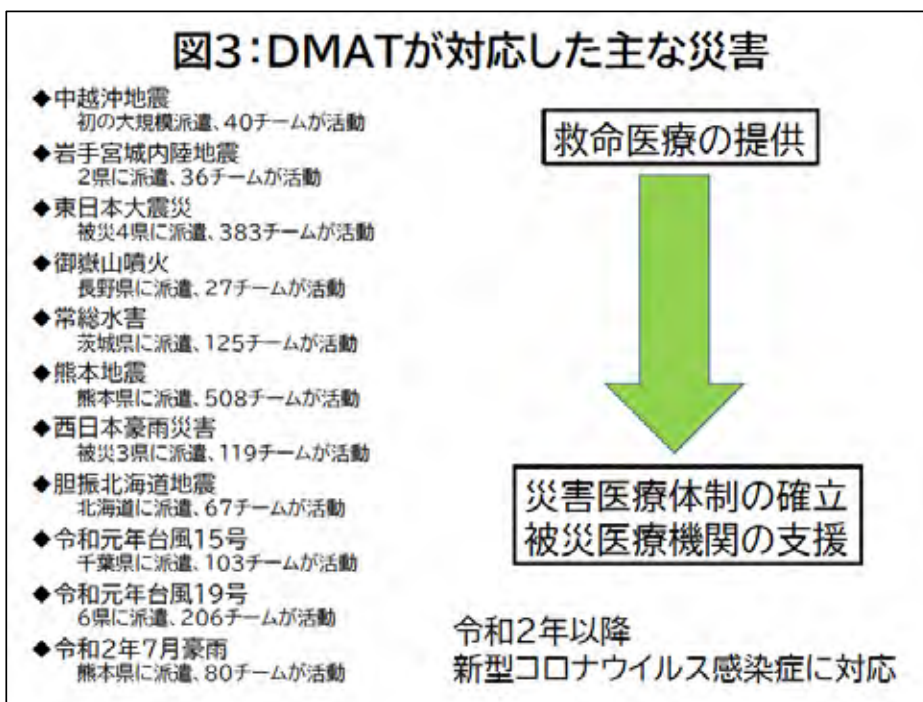 図3:DMATが対応した主な災害
◆中越沖地震
初の大規模派遣、40チームが活動
◆岩手宮城内陸地震
2県に派遣、36チームが活動
◆東日本大震災
被災4県に派遣、383チームが活動
◆御嶽山噴火
長野県に派遣、27チームが活動
◆常総水害
茨城県に派遣、125チームが活動
◆熊本地震
熊本県に派遣、508チームが活動
◆西日本豪雨災害
被災3県に派遣、119チームが活動
◆胆振北海道地震
北海道に派遣、67チームが活動
◆令和元年台風15号
千葉県に派遣、103チームが活動
◆令和元年台風19号
6県に派遣、206チームが活動
◆令和2年7月豪雨
熊本県に派遣、80チームが活動
救命医療の提供
災害医療体制の確立
被災医療機関の支援
令和2年以降
新型コロナウイルス感染症に対応